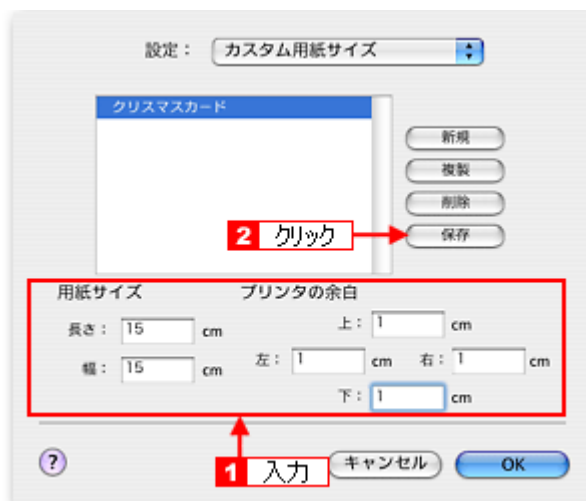 設定： カスタム用紙サイズ
クリスマスカード
新規
複製
削除
2 クリック 保存
用紙サイズ プリンタの余白
長さ： 15 cm 上： 1 cm
幅： 15 cm 左： 1 cm 右： 1 cm
下： 1 cm
? 1 入力 キャンセル OK